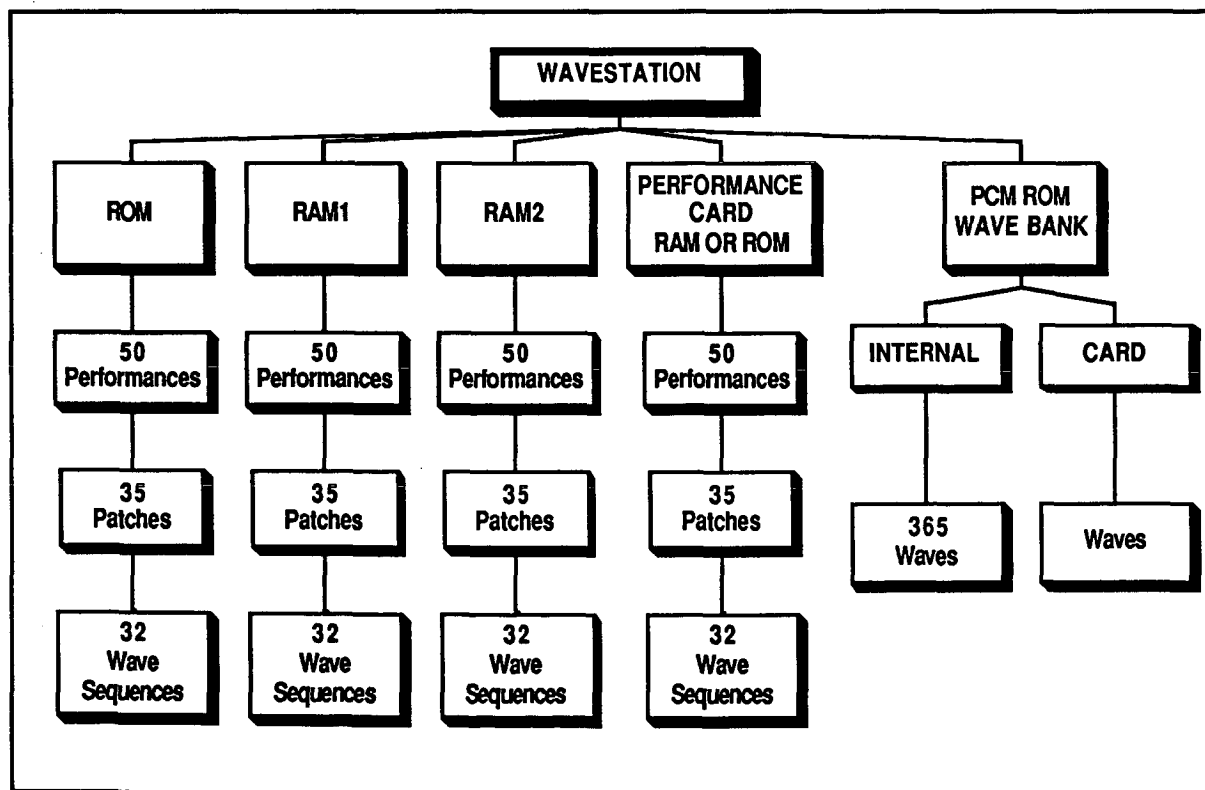 WAVESTATION
ROM
RAM1
RAM2
PERFORMANCE
CARD
RAM OR ROM
PCM ROM
WAVE BANK
50
Performances
50
Performances
50
Performances
50
Performances
INTERNAL
CARD
35
Patches
35
Patches
35
Patches
35
Patches
365
Waves
Waves
32
Wave
Sequences
32
Wave
Sequences
32
Wave
Sequences
32
Wave
Sequences